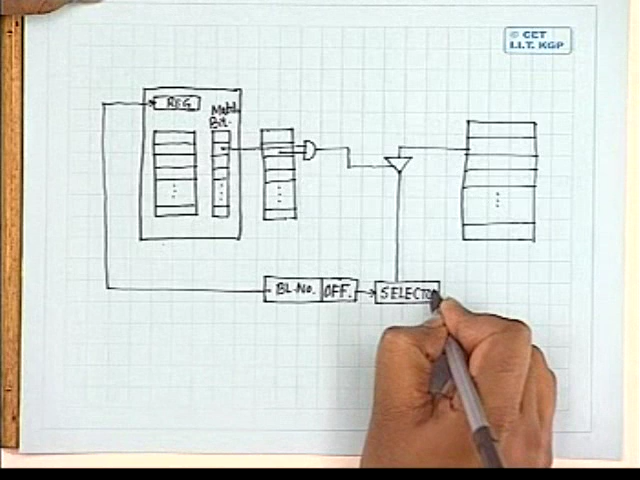 © CET
I.I.T. KGP
REG
Match
Bit.
BL.No. OFF. SELECTO